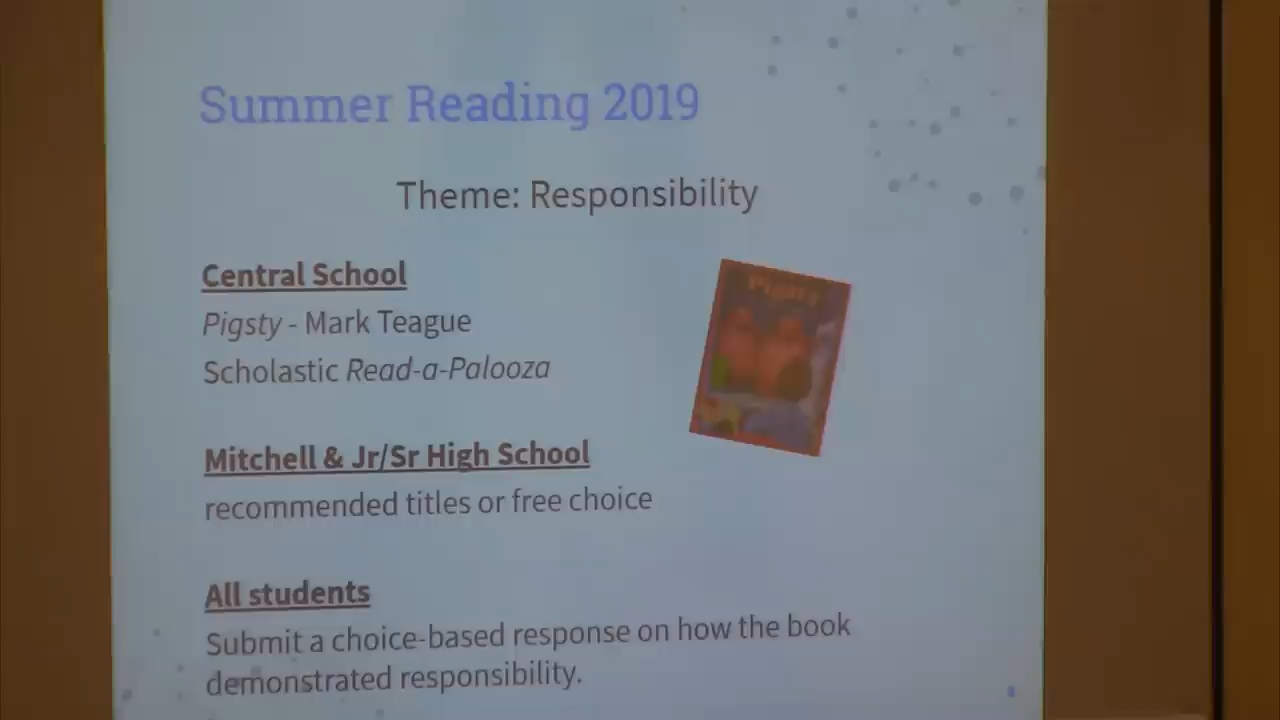 Summer Reading 2019
Theme: Responsibility
Central School
Pigsty - Mark Teague
Scholastic Read-a-Palooza
Pigsty
Mitchell & Jr/Sr High School
recommended titles or free choice
All students
Submit a choice-based response on how the book
demonstrated responsibility.